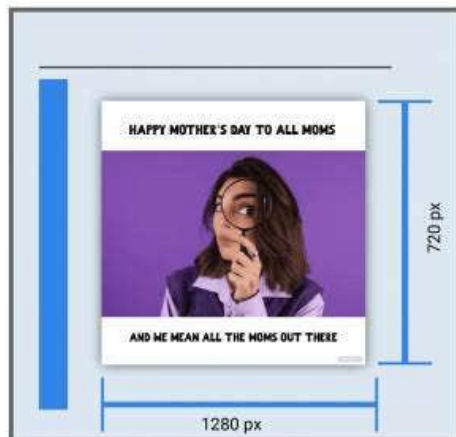 HAPPY MOTHER'S DAY TO ALL MOMS
720 px
AND WE MEAN ALL THE MOMS OUT THERE
1280 px